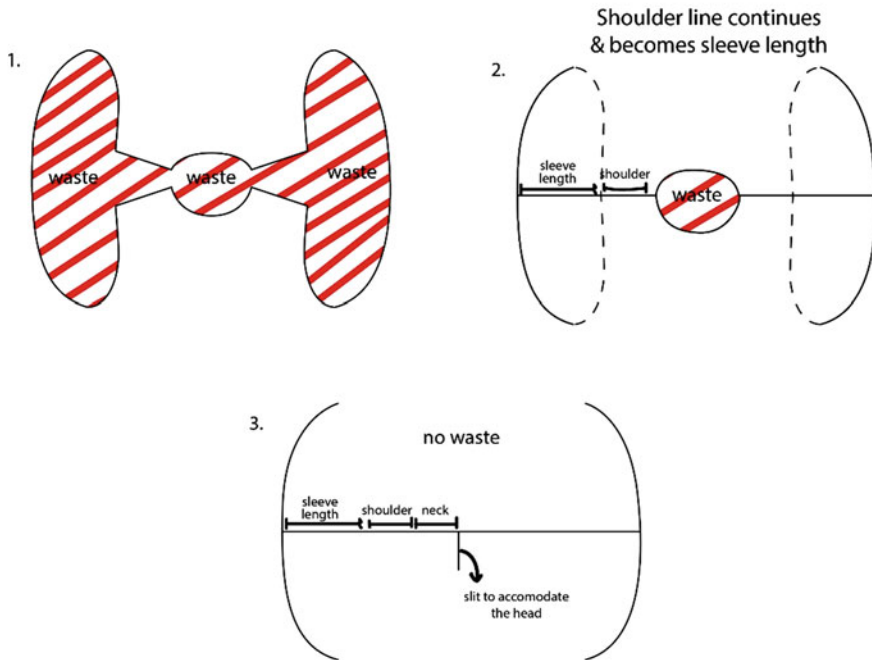 1.
waste
waste
waste
Shoulder line continues
& becomes sleeve length
2.
sleeve
length
shoulder
waste
3.
no waste
sleeve
length
shoulder
neck
slit to accomodate
the head